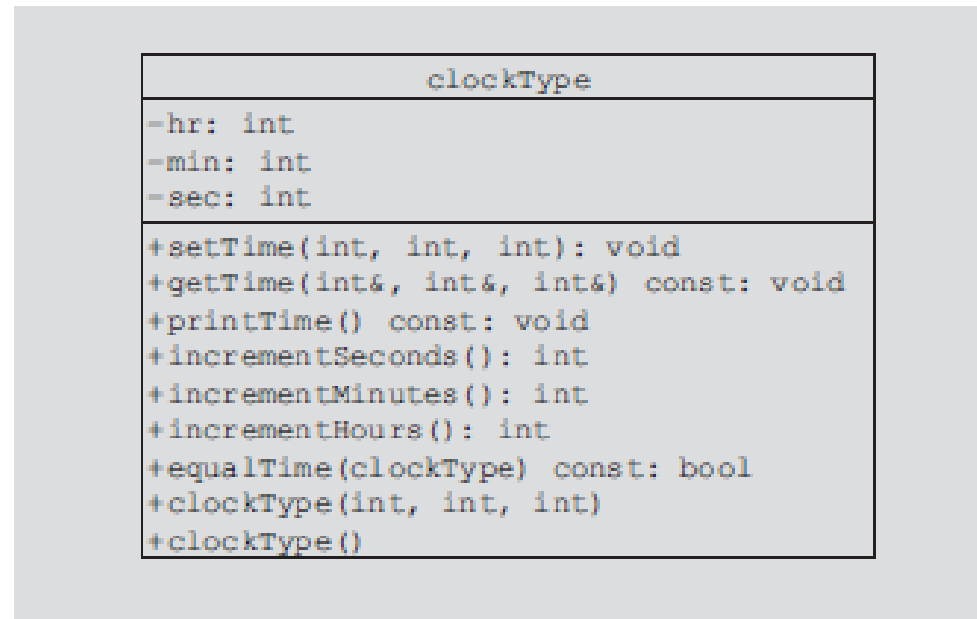 clockType
-hr: int
-min: int
-sec: int
+setTime(int, int, int): void
+getTime(int&, int&, int&) const: void
+printTime() const: void
+incrementSeconds(): int
+incrementMinutes(): int
+incrementHours(): int
+equalTime(clockType) const: bool
+clockType(int, int, int)
+clockType()